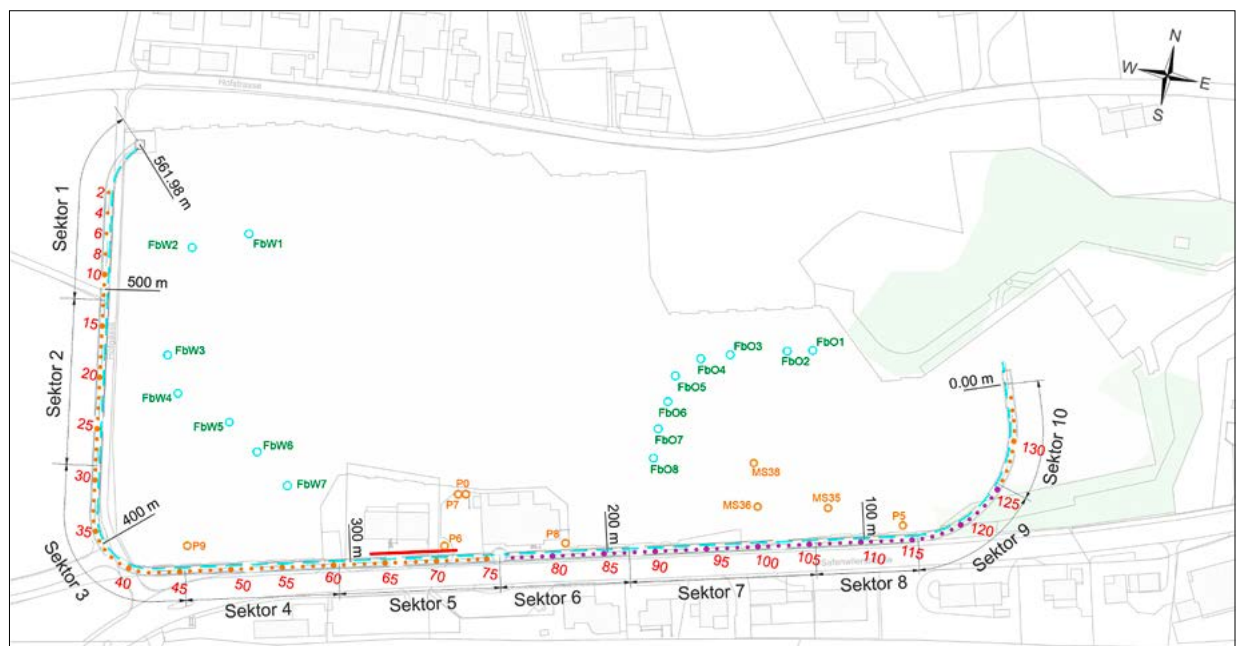 N
W
E
S
Hofstrasse
561.98 m
Sektor 1
2
4
6
8
10
FbW2
FbW1
500 m
15
Sektor 2
20
25
30
35
FbW3
FbW4
FbW5
FbW6
FbW7
FbO1
FbO2
FbO3
FbO4
FbO5
FbO6
FbO7
FbO8
0.00 m
Sektor 10
130
125
120
Sektor 9
MS38
MS36
MS35
P5
P7
P6
P8
P9
400 m
300 m
200 m
100 m
Sektor 3
40
45
50
55
60
65
70
75
80
85
90
95
100
105
110
115
Sektor 4
Sektor 5
Sektor 6
Sektor 7
Sektor 8